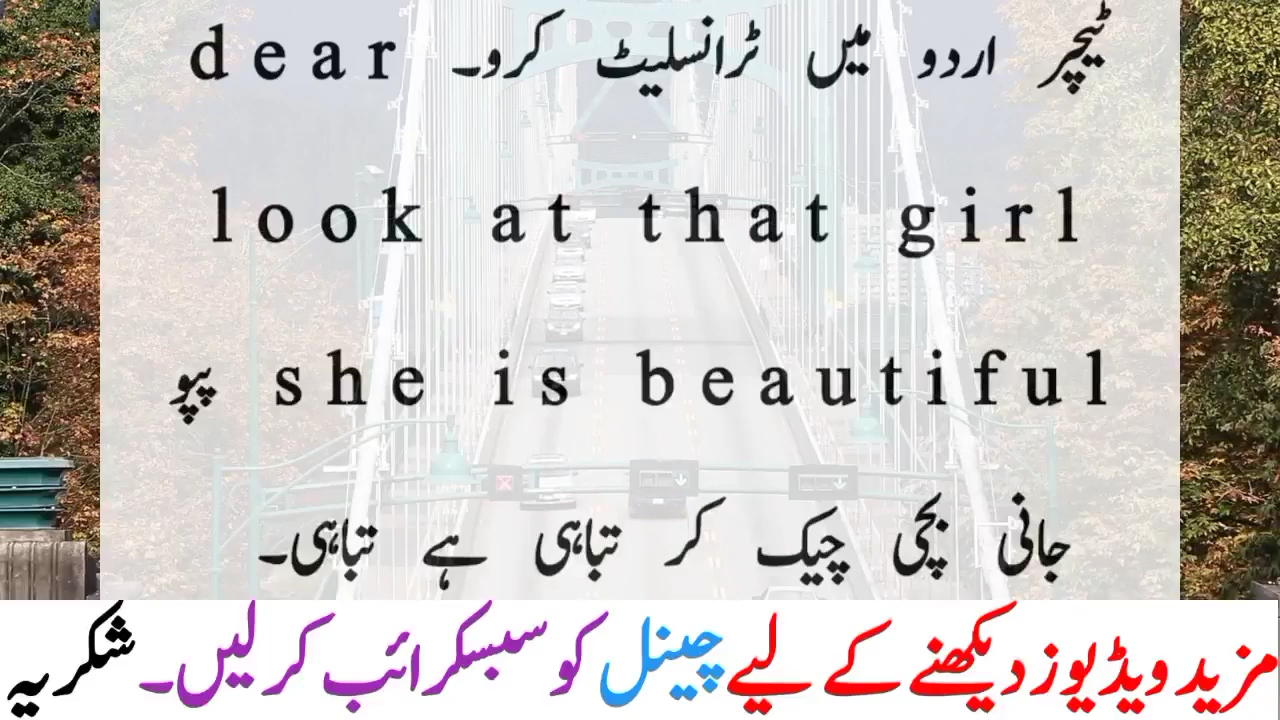 ٹیچر اردو میں ٹرانسلیٹ کرو۔ dear
look at that girl
she is beautiful پپو
جانی بچی چیک کر تباہی ہے تباہی۔
مزید ویڈیوز دیکھنے کے لیے چینل کو سبسکرائب کر لیں۔ شکریہ